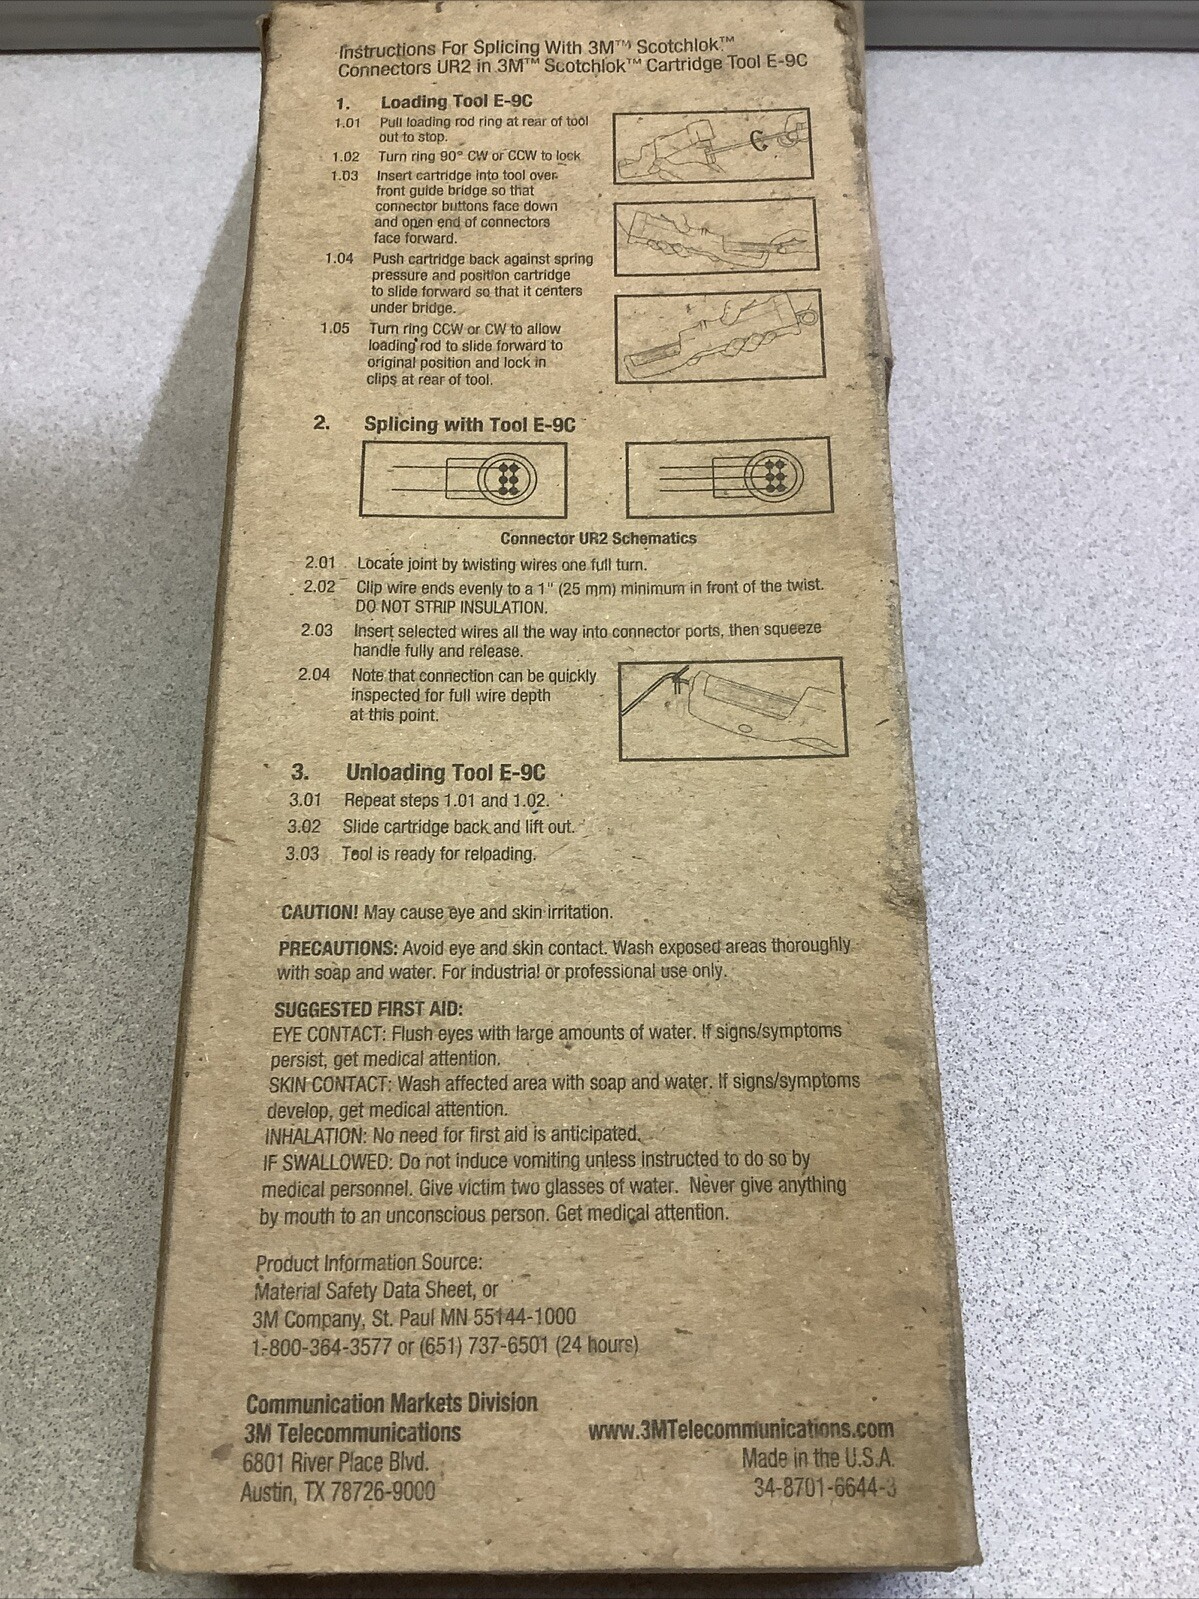 Instructions For Splicing With 3M™ Scotchlok™
Connectors UR2 in 3M™ Scotchlok™ Cartridge Tool E-9C
1. Loading Tool E-9C
1.01 Pull loading rod ring at rear of tool
out to stop.
1.02 Turn ring 90° CW or CCW to lock
1.03 Insert cartridge into tool over
front guide bridge so that
connector buttons face down
and open end of connectors
face forward.
1.04 Push cartridge back against spring
pressure and position cartridge
to slide forward so that it centers
under bridge.
1.05 Turn ring CCW or CW to allow
loading rod to slide forward to
original position and lock in
clips at rear of tool.
2. Splicing with Tool E-9C
Connector UR2 Schematics
2.01 Locate joint by twisting wires one full turn.
2.02 Clip wire ends evenly to a 1" (25 mm) minimum in front of the twist.
DO NOT STRIP INSULATION.
2.03 Insert selected wires all the way into connector ports, then squeeze
handle fully and release.
2.04 Note that connection can be quickly
inspected for full wire depth
at this point.
3. Unloading Tool E-9C
3.01 Repeat steps 1.01 and 1.02.
3.02 Slide cartridge back and lift out.
3.03 Tool is ready for reloading.
CAUTION! May cause eye and skin irritation.
PRECAUTIONS: Avoid eye and skin contact. Wash exposed areas thoroughly
with soap and water. For industrial or professional use only.
SUGGESTED FIRST AID:
EYE CONTACT: Flush eyes with large amounts of water. If signs/symptoms
persist, get medical attention.
SKIN CONTACT: Wash affected area with soap and water. If signs/symptoms
develop, get medical attention.
INHALATION: No need for first aid is anticipated.
IF SWALLOWED: Do not induce vomiting unless instructed to do so by
medical personnel. Give victim two glasses of water. Never give anything
by mouth to an unconscious person. Get medical attention.
Product Information Source:
Material Safety Data Sheet, or
3M Company, St. Paul MN 55144-1000
1-800-364-3577 or (651) 737-6501 (24 hours)
Communication Markets Division
3M Telecommunications
6801 River Place Blvd.
Austin, TX 78726-9000
www.3MTelecommunications.com
Made in the U.S.A.
34-8701-6644-3